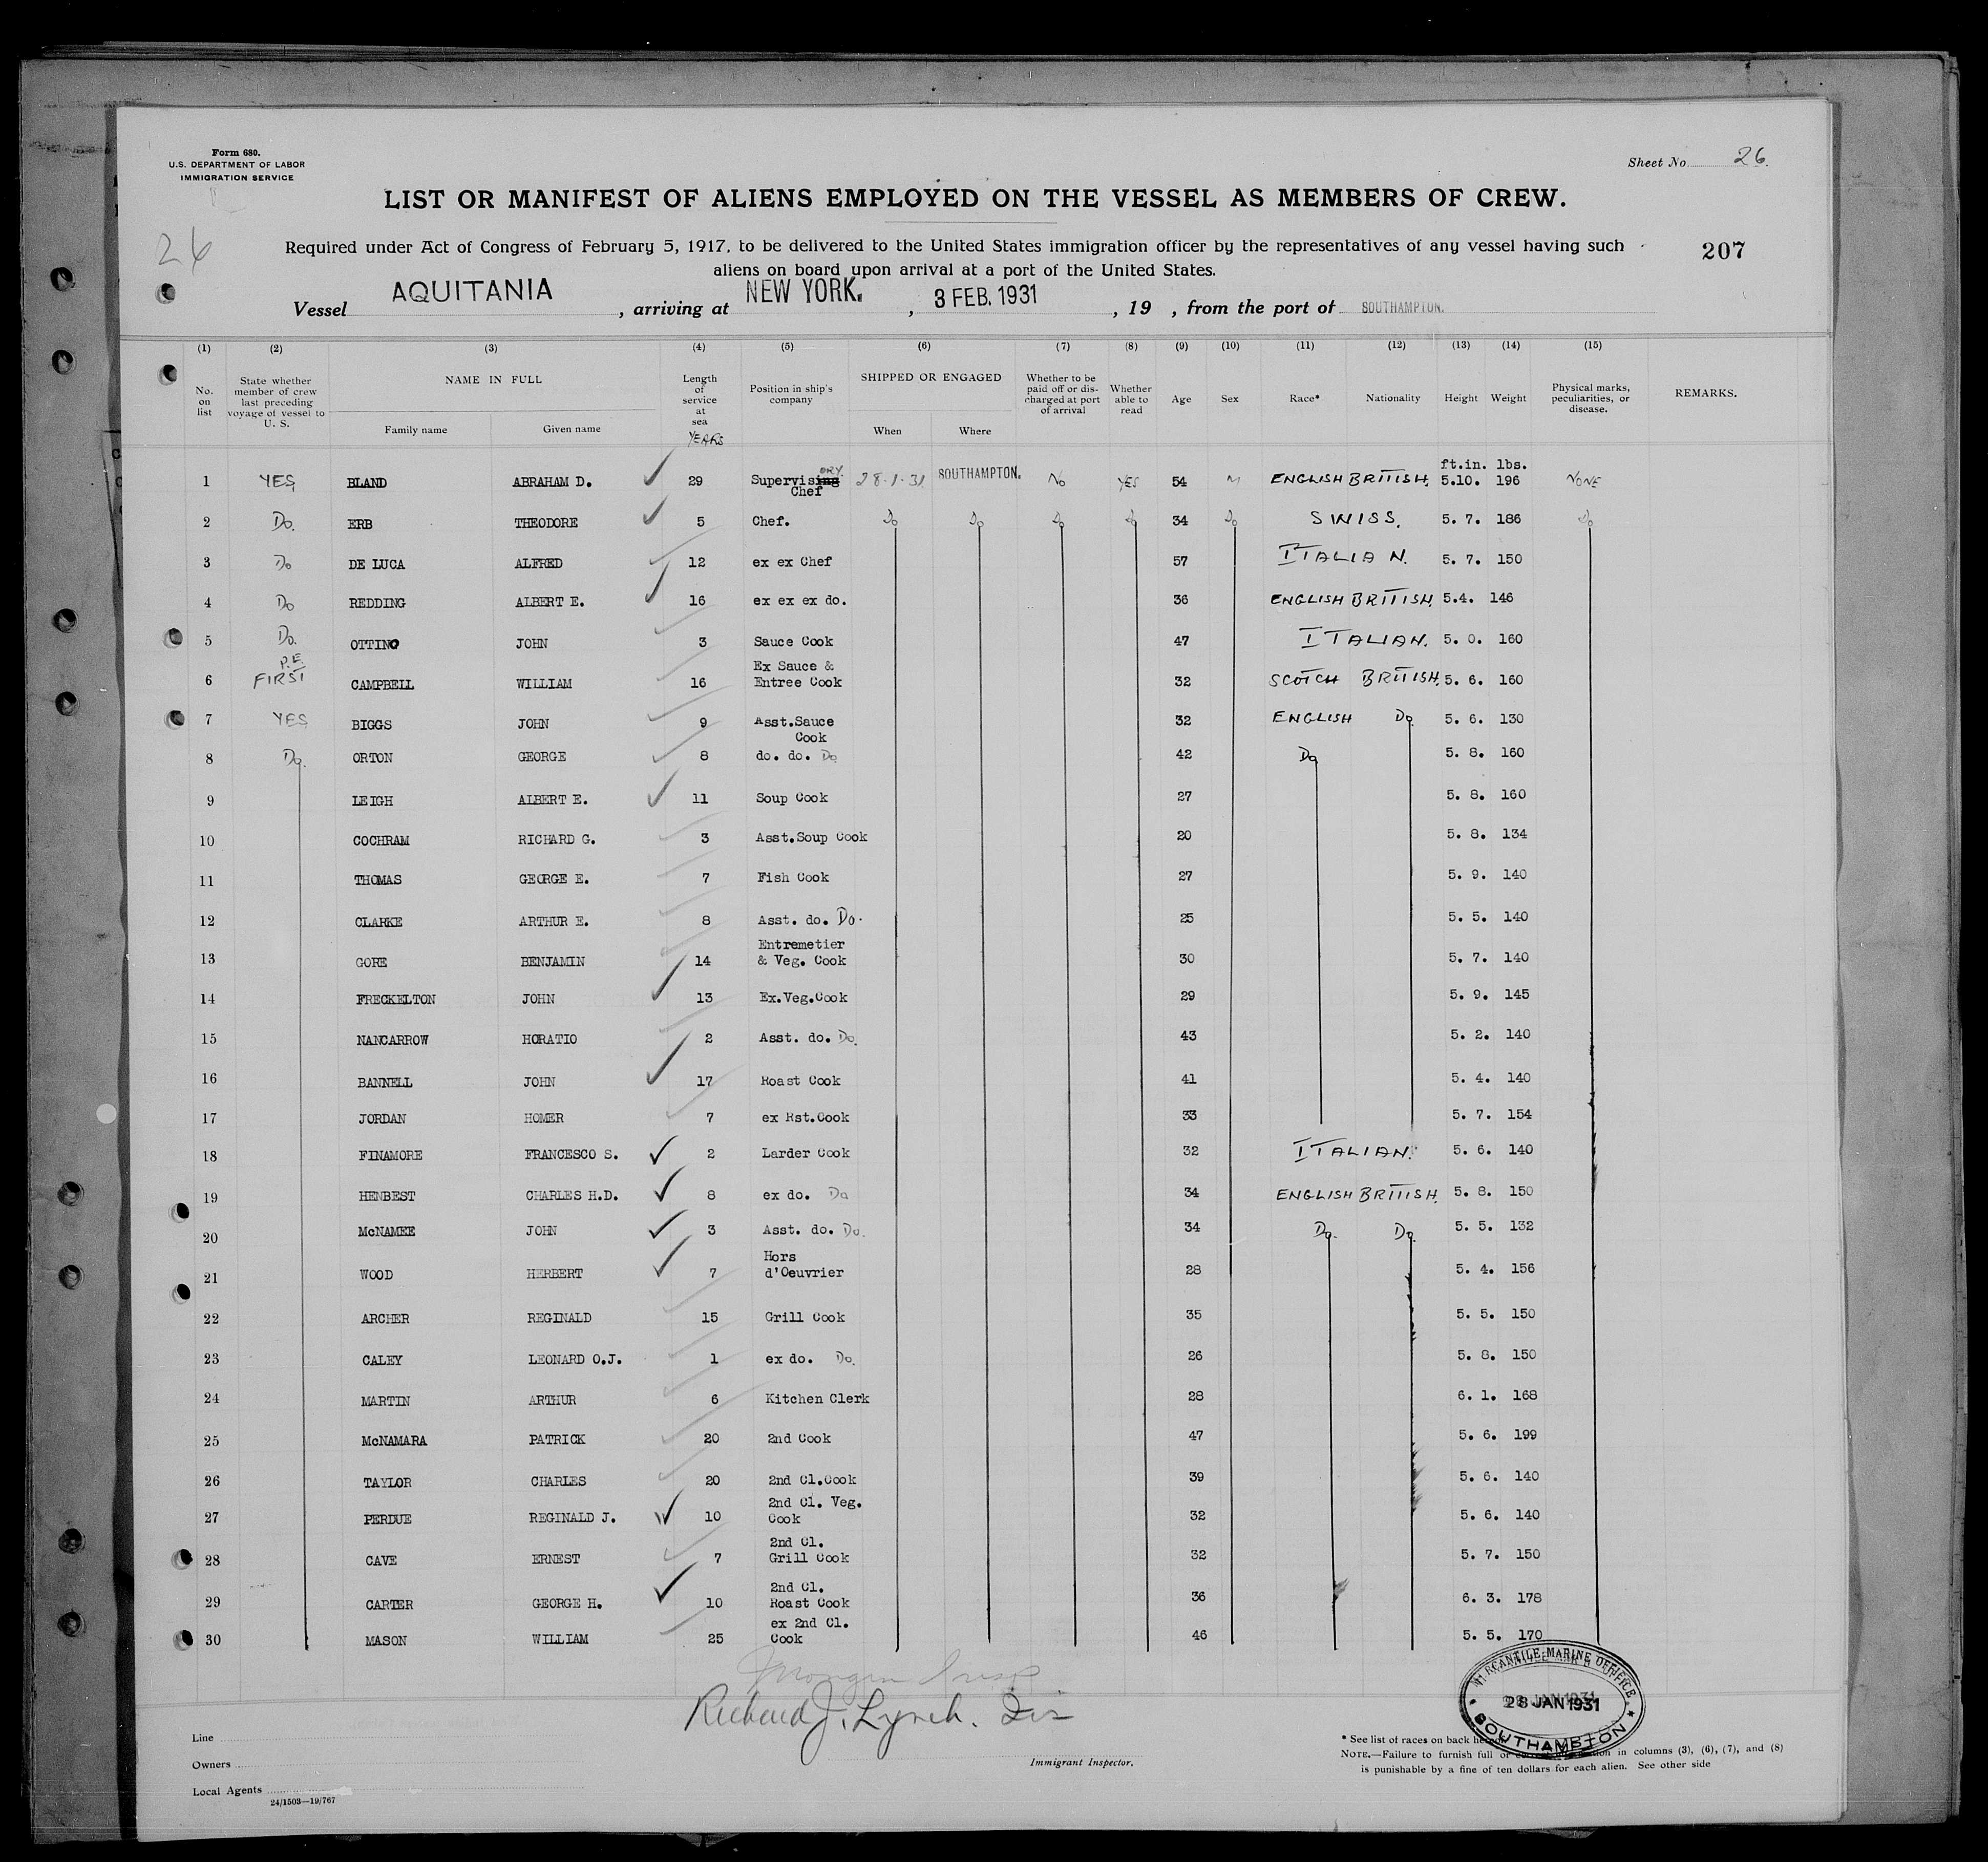 Form 680.
U.S. DEPARTMENT OF LABOR
IMMIGRATION SERVICE
Sheet No. 26.
LIST OR MANIFEST OF ALIENS EMPLOYED ON THE VESSEL AS MEMBERS OF CREW.
26
Required under Act of Congress of February 5, 1917, to be delivered to the United States immigration officer by the representatives of any vessel having such
207
aliens on board upon arrival at a port of the United States.
Vessel AQUITANIA, arriving at NEW YORK., 3 FEB. 1931, 19 , from the port of SOUTHAMPTON.
(1) (2) (3) (4) (5) (6) (7) (8) (9) (10) (11) (12) (13) (14) (15)
No. on list
State whether member of crew last preceding voyage of vessel to U. S.
NAME IN FULL
Family name
Given name
Length of service at sea YEARS
Position in ship's company
SHIPPED OR ENGAGED
When
Where
Whether to be paid off or discharged at port of arrival
Whether able to read
Age
Sex
Race*
Nationality
Height
Weight
Physical marks, peculiarities, or disease.
REMARKS.
ft.in. lbs.
1 YES BLAND ABRAHAM D. 29 Supervising ORY Chef 28.1.31 SOUTHAMPTON. No YES 54 M ENGLISH BRITISH. 5.10. 196 NONE
2 Do. ERB THEODORE 5 Chef. Do Do Do Do 34 Do SWISS. 5. 7. 186 Do
3 Do DE LUCA ALFRED 12 ex ex Chef 57 ITALIAN. 5. 7. 150
4 Do REDDING ALBERT E. 16 ex ex ex do. 36 ENGLISH BRITISH. 5.4. 146
5 Do. OTTINO JOHN 3 Sauce Cook 47 ITALIAN. 5. 0. 160
6 P.E. FIRST CAMPBELL WILLIAM 16 Ex Sauce & Entree Cook 32 SCOTCH BRITISH. 5. 6. 160
7 YES BIGGS JOHN 9 Asst.Sauce Cook 32 ENGLISH Do. 5. 6. 130
8 Do. ORTON GEORGE 8 do. do. Do 42 Do 5. 8. 160
9 LEIGH ALBERT E. 11 Soup Cook 27 5. 8. 160
10 COCHRAM RICHARD G. 3 Asst.Soup Cook 20 5. 8. 134
11 THOMAS GEORGE E. 7 Fish Cook 27 5. 9. 140
12 CLARKE ARTHUR E. 8 Asst. do. Do. 25 5. 5. 140
13 GORE BENJAMIN 14 Entremetier & Veg. Cook 30 5. 7. 140
14 FRECKELTON JOHN 13 Ex.Veg.Cook 29 5. 9. 145
15 NANCARROW HORATIO 2 Asst. do. Do. 43 5. 2. 140
16 BANNELL JOHN 17 Roast Cook 41 5. 4. 140
17 JORDAN HOMER 7 ex Rst.Cook 33 5. 7. 154
18 FINAMORE FRANCESCO S. 2 Larder Cook 32 ITALIAN. 5. 6. 140
19 HENBEST CHARLES H.D. 8 ex do. Do 34 ENGLISH BRITISH. 5. 8. 150
20 McNAMEE JOHN 3 Asst. do. Do. 34 Do. Do. 5. 5. 132
21 WOOD HERBERT 7 Hors d'Oeuvrier 28 5. 4. 156
22 ARCHER REGINALD 15 Grill Cook 35 5. 5. 150
23 CALEY LEONARD O.J. 1 ex do. Do. 26 5. 8. 150
24 MARTIN ARTHUR 6 Kitchen Clerk 28 6. 1. 168
25 McNAMARA PATRICK 20 2nd Cook 47 5. 6. 199
26 TAYLOR CHARLES 20 2nd Cl.Cook 39 5. 6. 140
27 PERDUE REGINALD J. 10 2nd Cl. Veg. Cook 32 5. 6. 140
28 CAVE ERNEST 7 2nd Cl. Grill Cook 32 5. 7. 150
29 CARTER GEORGE H. 10 2nd Cl. Roast Cook 36 6. 3. 178
30 MASON WILLIAM 25 ex 2nd Cl. Cook 46 5. 5. 170
MERCANTILE MARINE OFFICE
28 JAN 1931
SOUTHAMPTON
Richard J. Lynch.
Line
Owners
Local Agents
24/1503—19/767
Immigrant Inspector.
* See list of races on back
NOTE.—Failure to furnish full or in columns (3), (6), (7), and (8)
is punishable by a fine of ten dollars for each alien. See other side